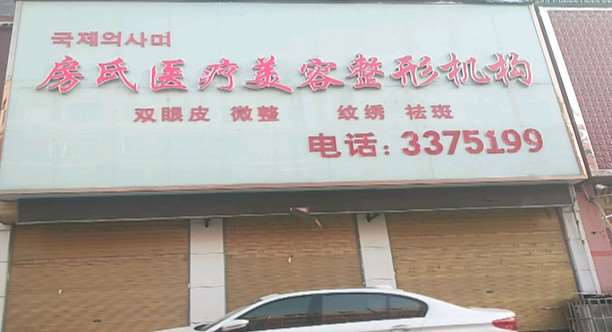 국제의사며
房氏医疗美容整形机构
双眼皮 微整 纹绣 祛斑
电话：3375199